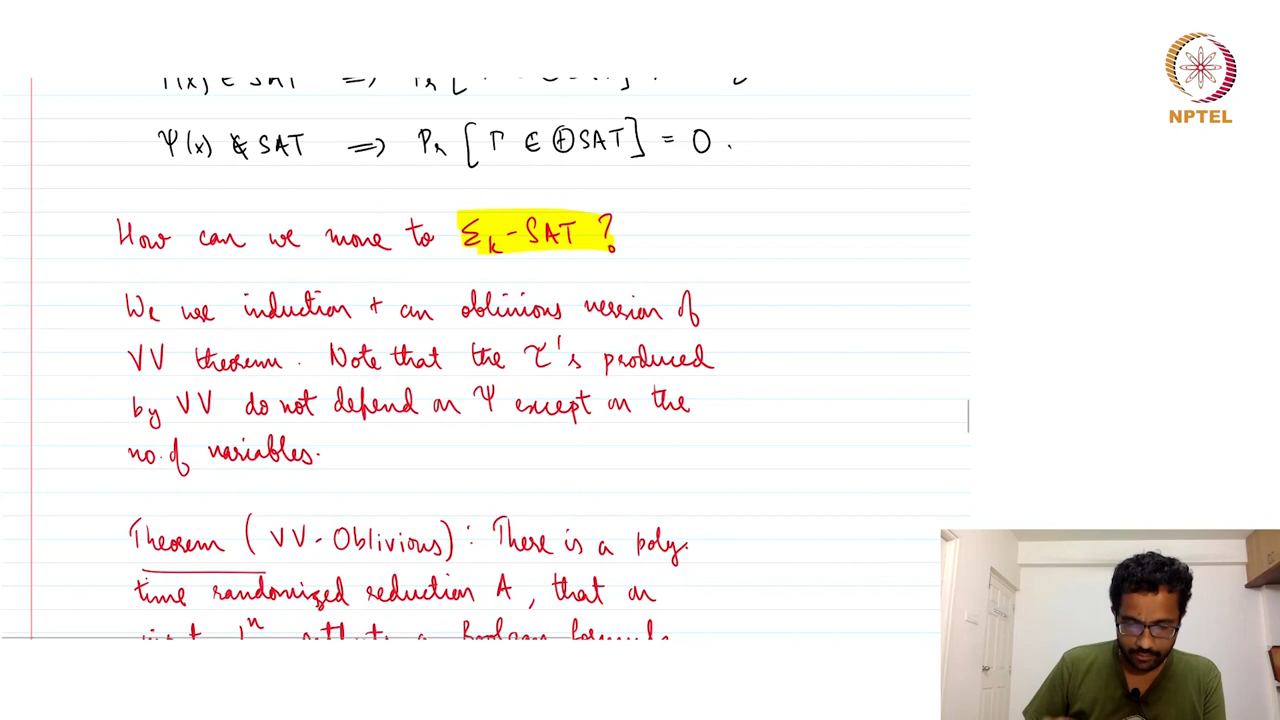 NPTEL
Ψ(x) ∉ SAT ⟹ Pr [ Γ ∈ ⊕SAT ] = 0.
How can we move to Σk-SAT ?
We use induction + an oblivious version of
VV theorem. Note that the τ's produced
by VV do not depend on Ψ except on the
no. of variables.
Theorem (VV-Oblivious) : There is a poly.
time randomized reduction A, that on